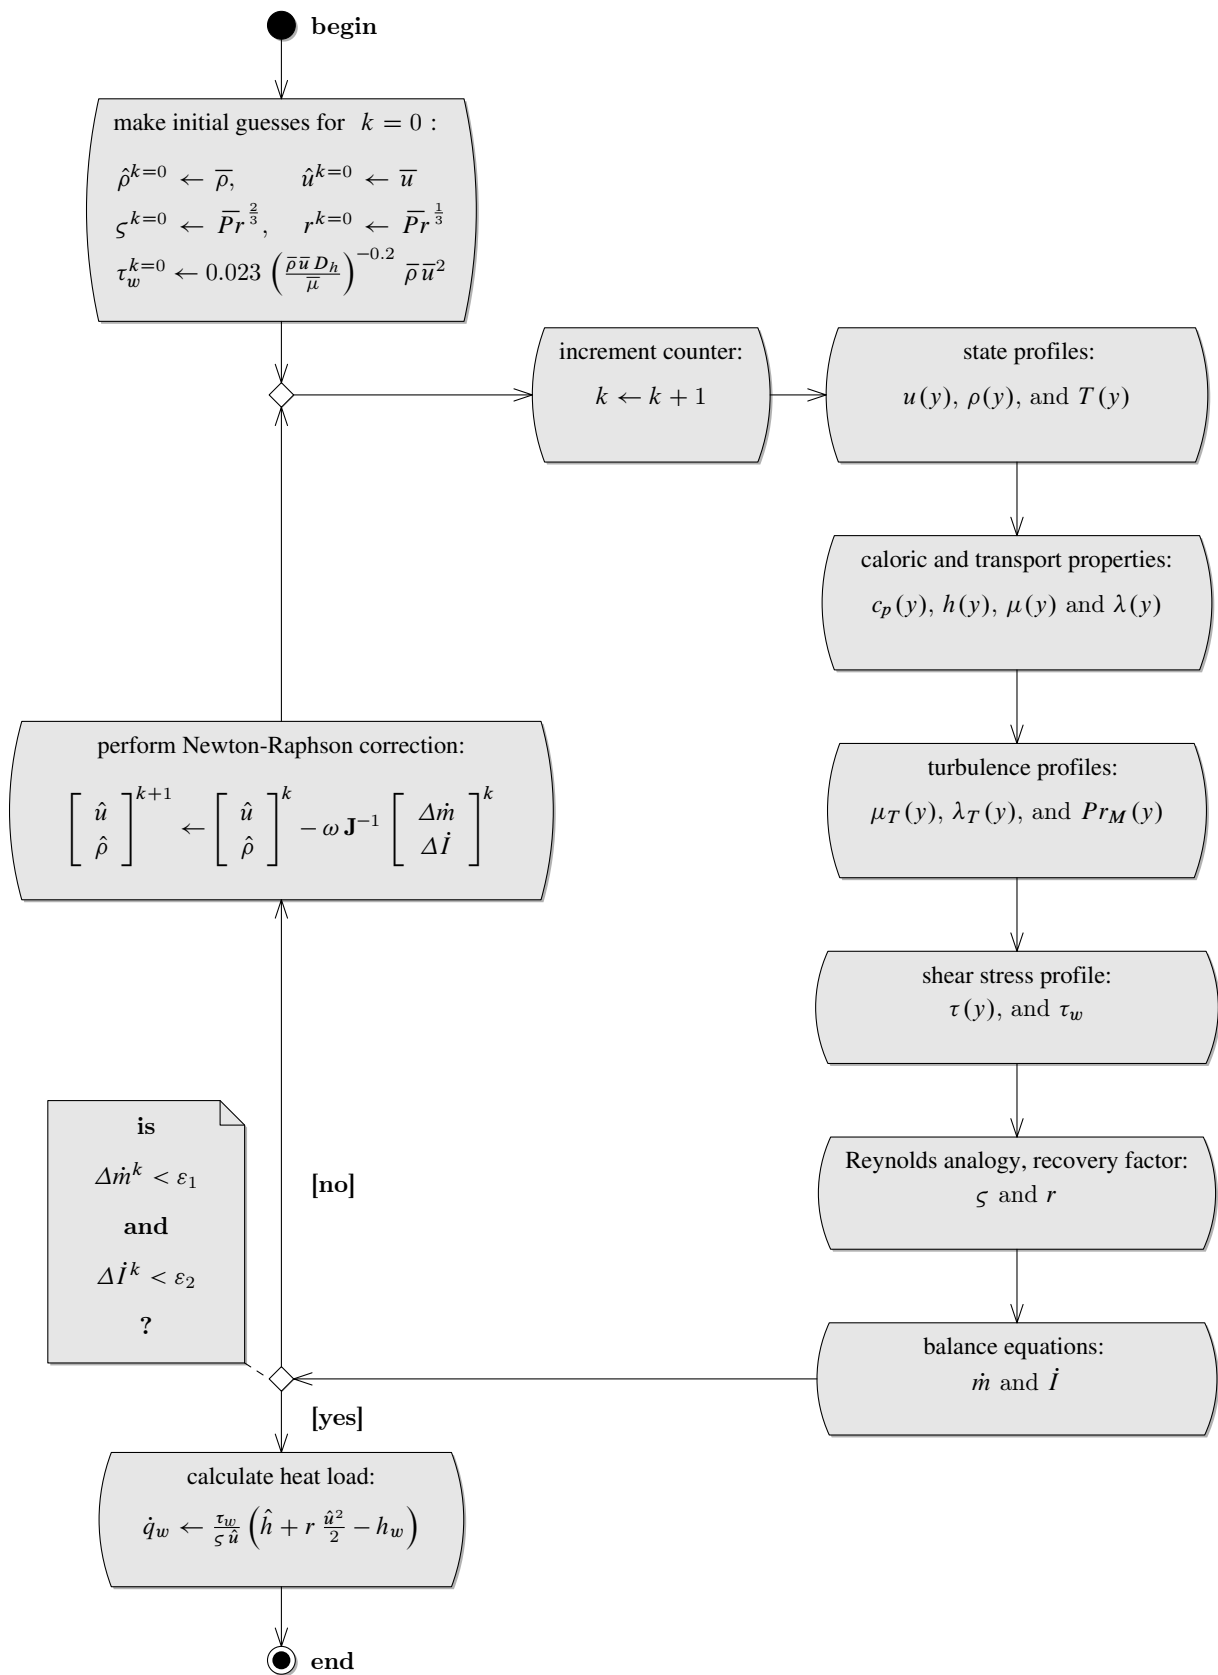 begin
make initial guesses for k = 0 :
ρ̂^{k=0} ← ρ̅, û^{k=0} ← u̅
ς^{k=0} ← P̅r^{2/3}, r^{k=0} ← P̅r^{1/3}
τ_w^{k=0} ← 0.023 (ρ̅ u̅ D_h / μ̅)^{−0.2} ρ̅ u̅²
increment counter:
k ← k + 1
state profiles:
u(y), ρ(y), and T(y)
caloric and transport properties:
c_p(y), h(y), μ(y) and λ(y)
turbulence profiles:
μ_T(y), λ_T(y), and Pr_M(y)
shear stress profile:
τ(y), and τ_w
Reynolds analogy, recovery factor:
ς and r
balance equations:
ṁ and İ
perform Newton-Raphson correction:
[û ρ̂]^{k+1} ← [û ρ̂]^k − ω J^{−1} [Δṁ Δİ]^k
is
Δṁ^k < ε₁
and
Δİ^k < ε₂
?
[no]
[yes]
calculate heat load:
q̇_w ← τ_w / (ς û) (ĥ + r û²/2 − h_w)
end